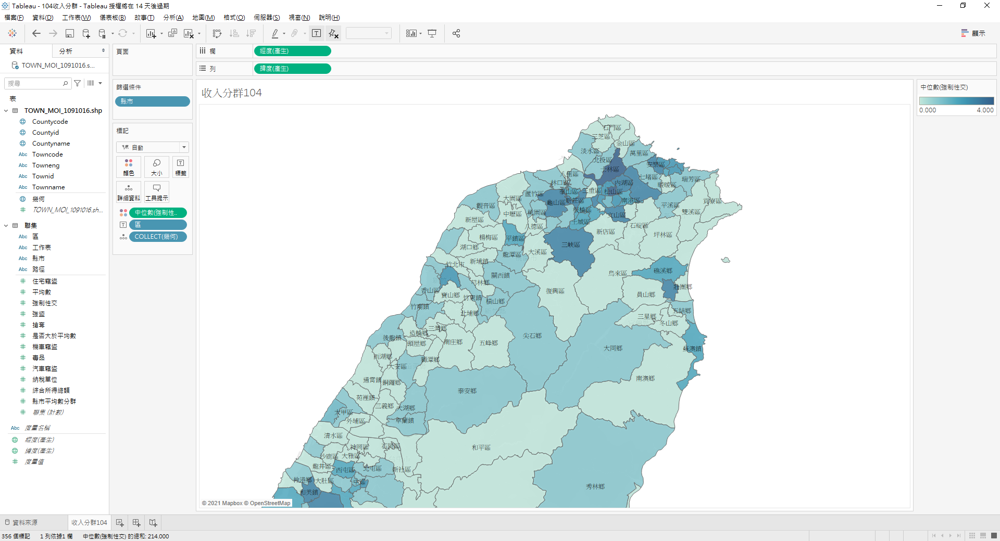 Tableau - 104收入分群 - Tableau 授權將在 14 天後過期
檔案(F) 資料(D) 工作表(W) 儀表板(B) 故事(T) 分析(A) 地圖(M) 格式(O) 伺服器(S) 視窗(N) 說明(H)
顯示
資料 分析
TOWN_MOI_1091016.s...
搜尋
表
TOWN_MOI_1091016.shp
Countycode
Countyid
Countyname
Abc Towncode
Abc Towneng
Abc Townid
Abc Townname
幾何
TOWN_MOI_1091016.sh...
聯集
Abc 區
Abc 工作表
Abc 縣市
Abc 路徑
住宅竊盜
平均數
強制性交
強盜
搶奪
是否大於平均數
機車竊盜
毒品
汽車竊盜
納稅單位
綜合所得總額
縣市平均數分群
聯集 (計數)
Abc 度量名稱
經度(產生)
緯度(產生)
度量值
頁面
篩選條件
縣市
標記
自動
顏色 大小 標籤
詳細資料 工具提示
中位數(強制性..
區
COLLECT(幾何)
欄 經度(產生)
列 緯度(產生)
收入分群104
石門區
三芝區
金山區
淡水區
萬里區
北投區
安樂區
士林區
八里區
七堵區
瑞芳區
林口區
內湖區
暖暖區
三重區
泰山區
松山區
蘆竹區
大園區
龜山區
新莊區
南港區
貢寮區
觀音區
平溪區
板橋區
雙溪區
桃園區
中壢區
文山區
新屋區
土城區
八德區
石碇區
新店區
坪林區
楊梅區
平鎮區
三峽區
湖口鄉
大溪區
龍潭區
新埔鎮
竹北市
礁溪鄉
烏米區
關西鎮
芎林鄉
壯圍鄉
香山區
復興區
寶山鄉
員山鄉
竹東鎮
橫山鄉
竹南鎮
五結鄉
北埔鄉
三星鄉
冬山鄉
三灣鄉
造橋鄉
尖石鄉
後龍鎮
頭屋鄉
南庄鄉
五峰鄉
大同鄉
蘇澳鎮
西湖鄉
獅潭鄉
大安區
南澳鄉
通霄鎮
銅鑼鄉
泰安鄉
苑裡鎮
三義鄉
大湖鄉
大甲區
外埔區
卓蘭鎮
清水區
神岡區
石岡區
和平區
沙鹿區
大雅區
龍井區
西屯區
北屯區
新社區
伸港鄉
大肚區
中區
秀林鄉
和美鎮
© 2021 Mapbox © OpenStreetMap
中位數(強制性交)
0.000 4.000
資料來源 收入分群104
356 個標記 1 列依據1 欄 中位數(強制性交) 的總和: 214.000